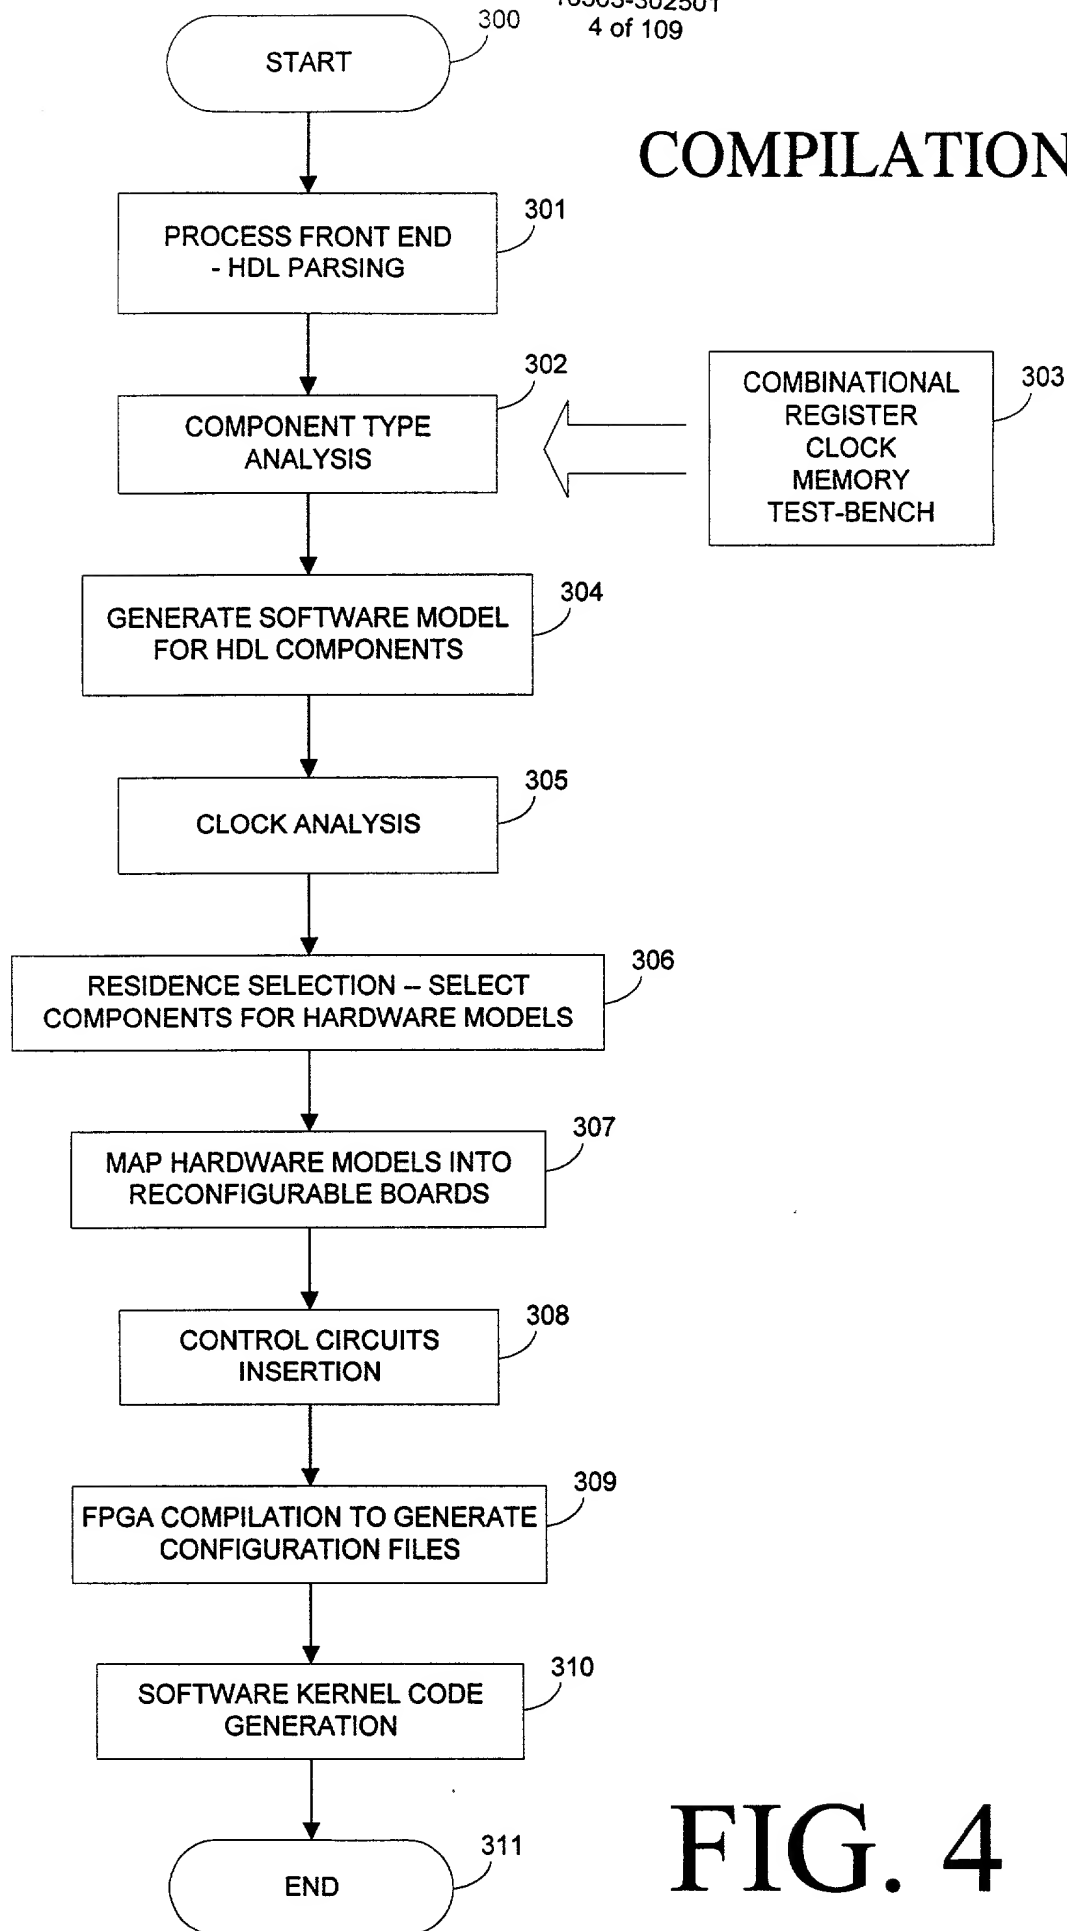 4 of 109
300
START
COMPILATION
301
PROCESS FRONT END
- HDL PARSING
302
COMPONENT TYPE
ANALYSIS
303
COMBINATIONAL
REGISTER
CLOCK
MEMORY
TEST-BENCH
304
GENERATE SOFTWARE MODEL
FOR HDL COMPONENTS
305
CLOCK ANALYSIS
306
RESIDENCE SELECTION – SELECT
COMPONENTS FOR HARDWARE MODELS
307
MAP HARDWARE MODELS INTO
RECONFIGURABLE BOARDS
308
CONTROL CIRCUITS
INSERTION
309
FPGA COMPILATION TO GENERATE
CONFIGURATION FILES
310
SOFTWARE KERNEL CODE
GENERATION
311
END
FIG. 4